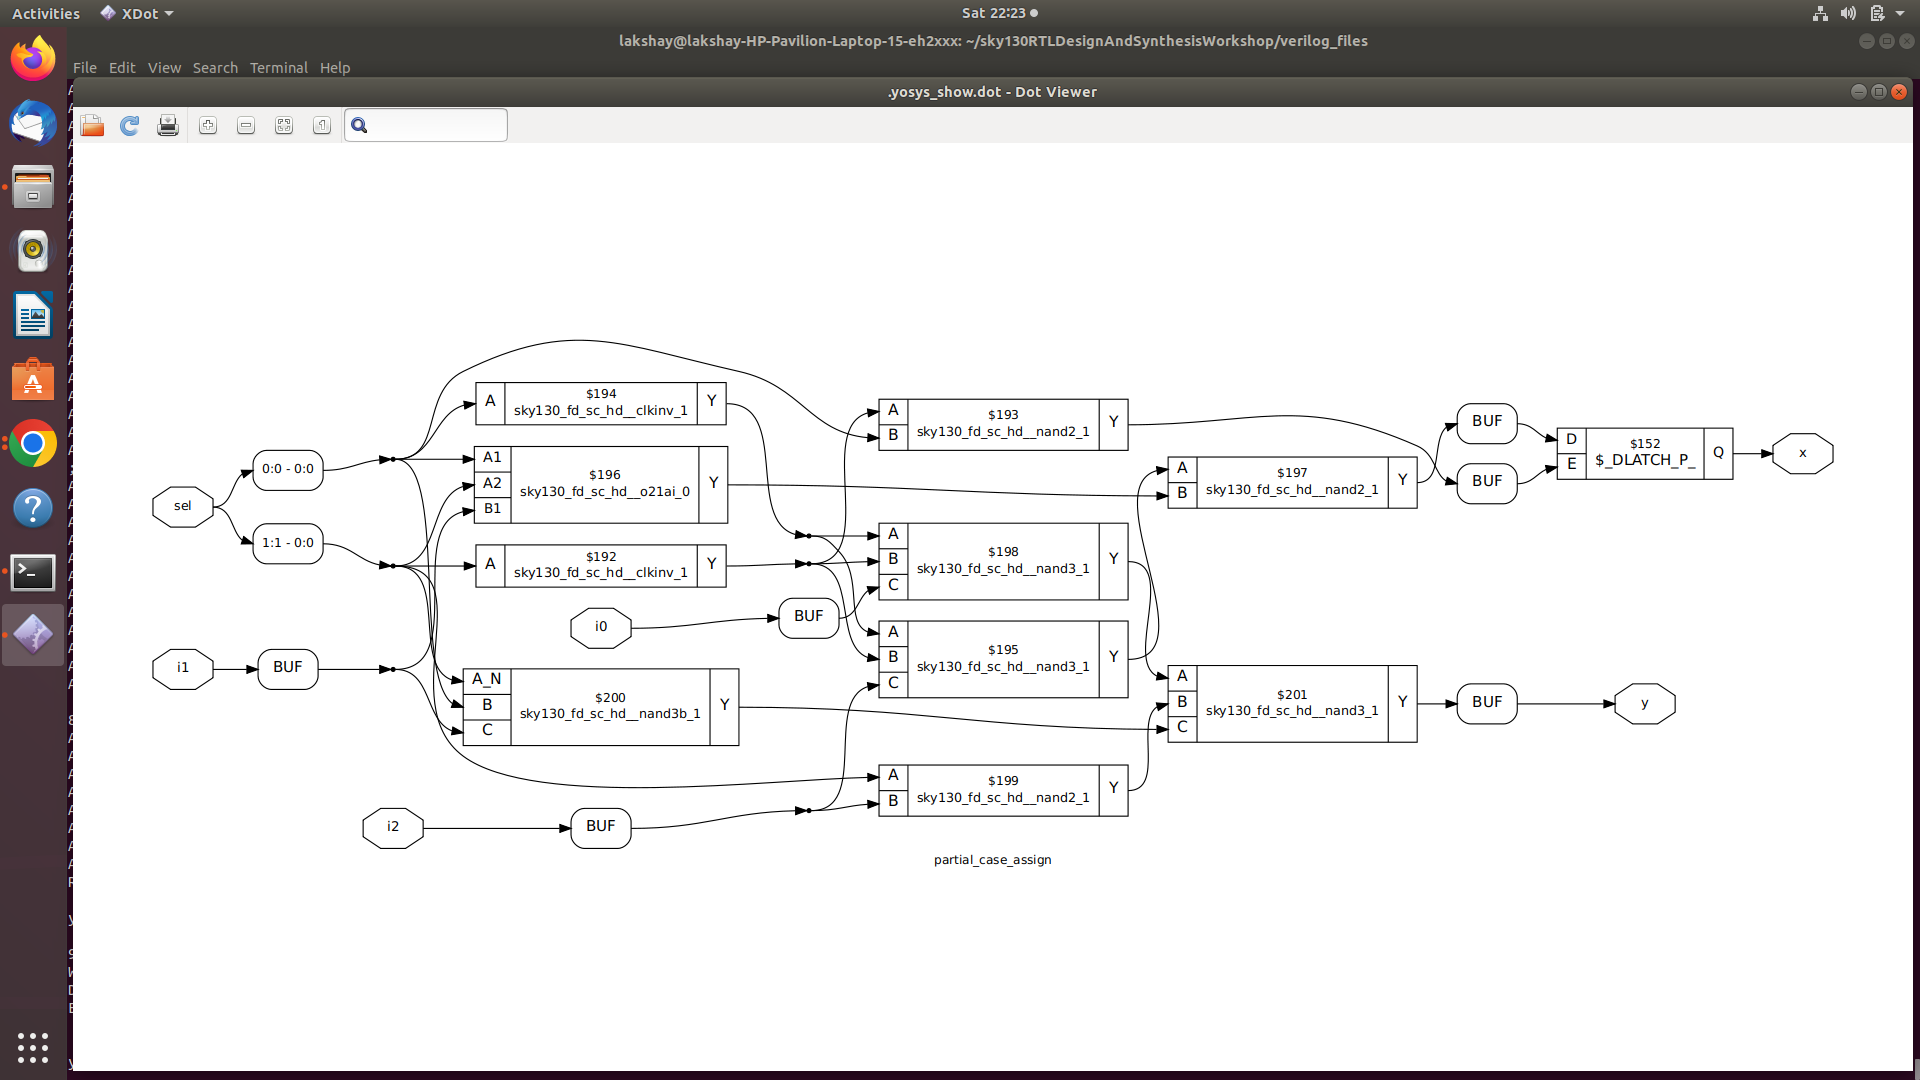 Activities XDot Sat 22:23
lakshay@lakshay-HP-Pavilion-Laptop-15-eh2xxx: ~/sky130RTLDesignAndSynthesisWorkshop/verilog_files
File Edit View Search Terminal Help
.yosys_show.dot - Dot Viewer
sel
0:0 - 0:0
1:1 - 0:0
i1
BUF
i2
BUF
A $194 Y
sky130_fd_sc_hd__clkinv_1
A1
A2
B1
$196 Y
sky130_fd_sc_hd__o21ai_0
A $192 Y
sky130_fd_sc_hd__clkinv_1
i0
BUF
A_N
B
C
$200 Y
sky130_fd_sc_hd__nand3b_1
A
B
$193 Y
sky130_fd_sc_hd__nand2_1
A
B
C
$198 Y
sky130_fd_sc_hd__nand3_1
A
B
C
$195 Y
sky130_fd_sc_hd__nand3_1
A
B
$199 Y
sky130_fd_sc_hd__nand2_1
A
B
$197 Y
sky130_fd_sc_hd__nand2_1
A
B
C
$201 Y
sky130_fd_sc_hd__nand3_1
BUF
BUF
D
E
$152 Q
$_DLATCH_P_
x
BUF
y
partial_case_assign